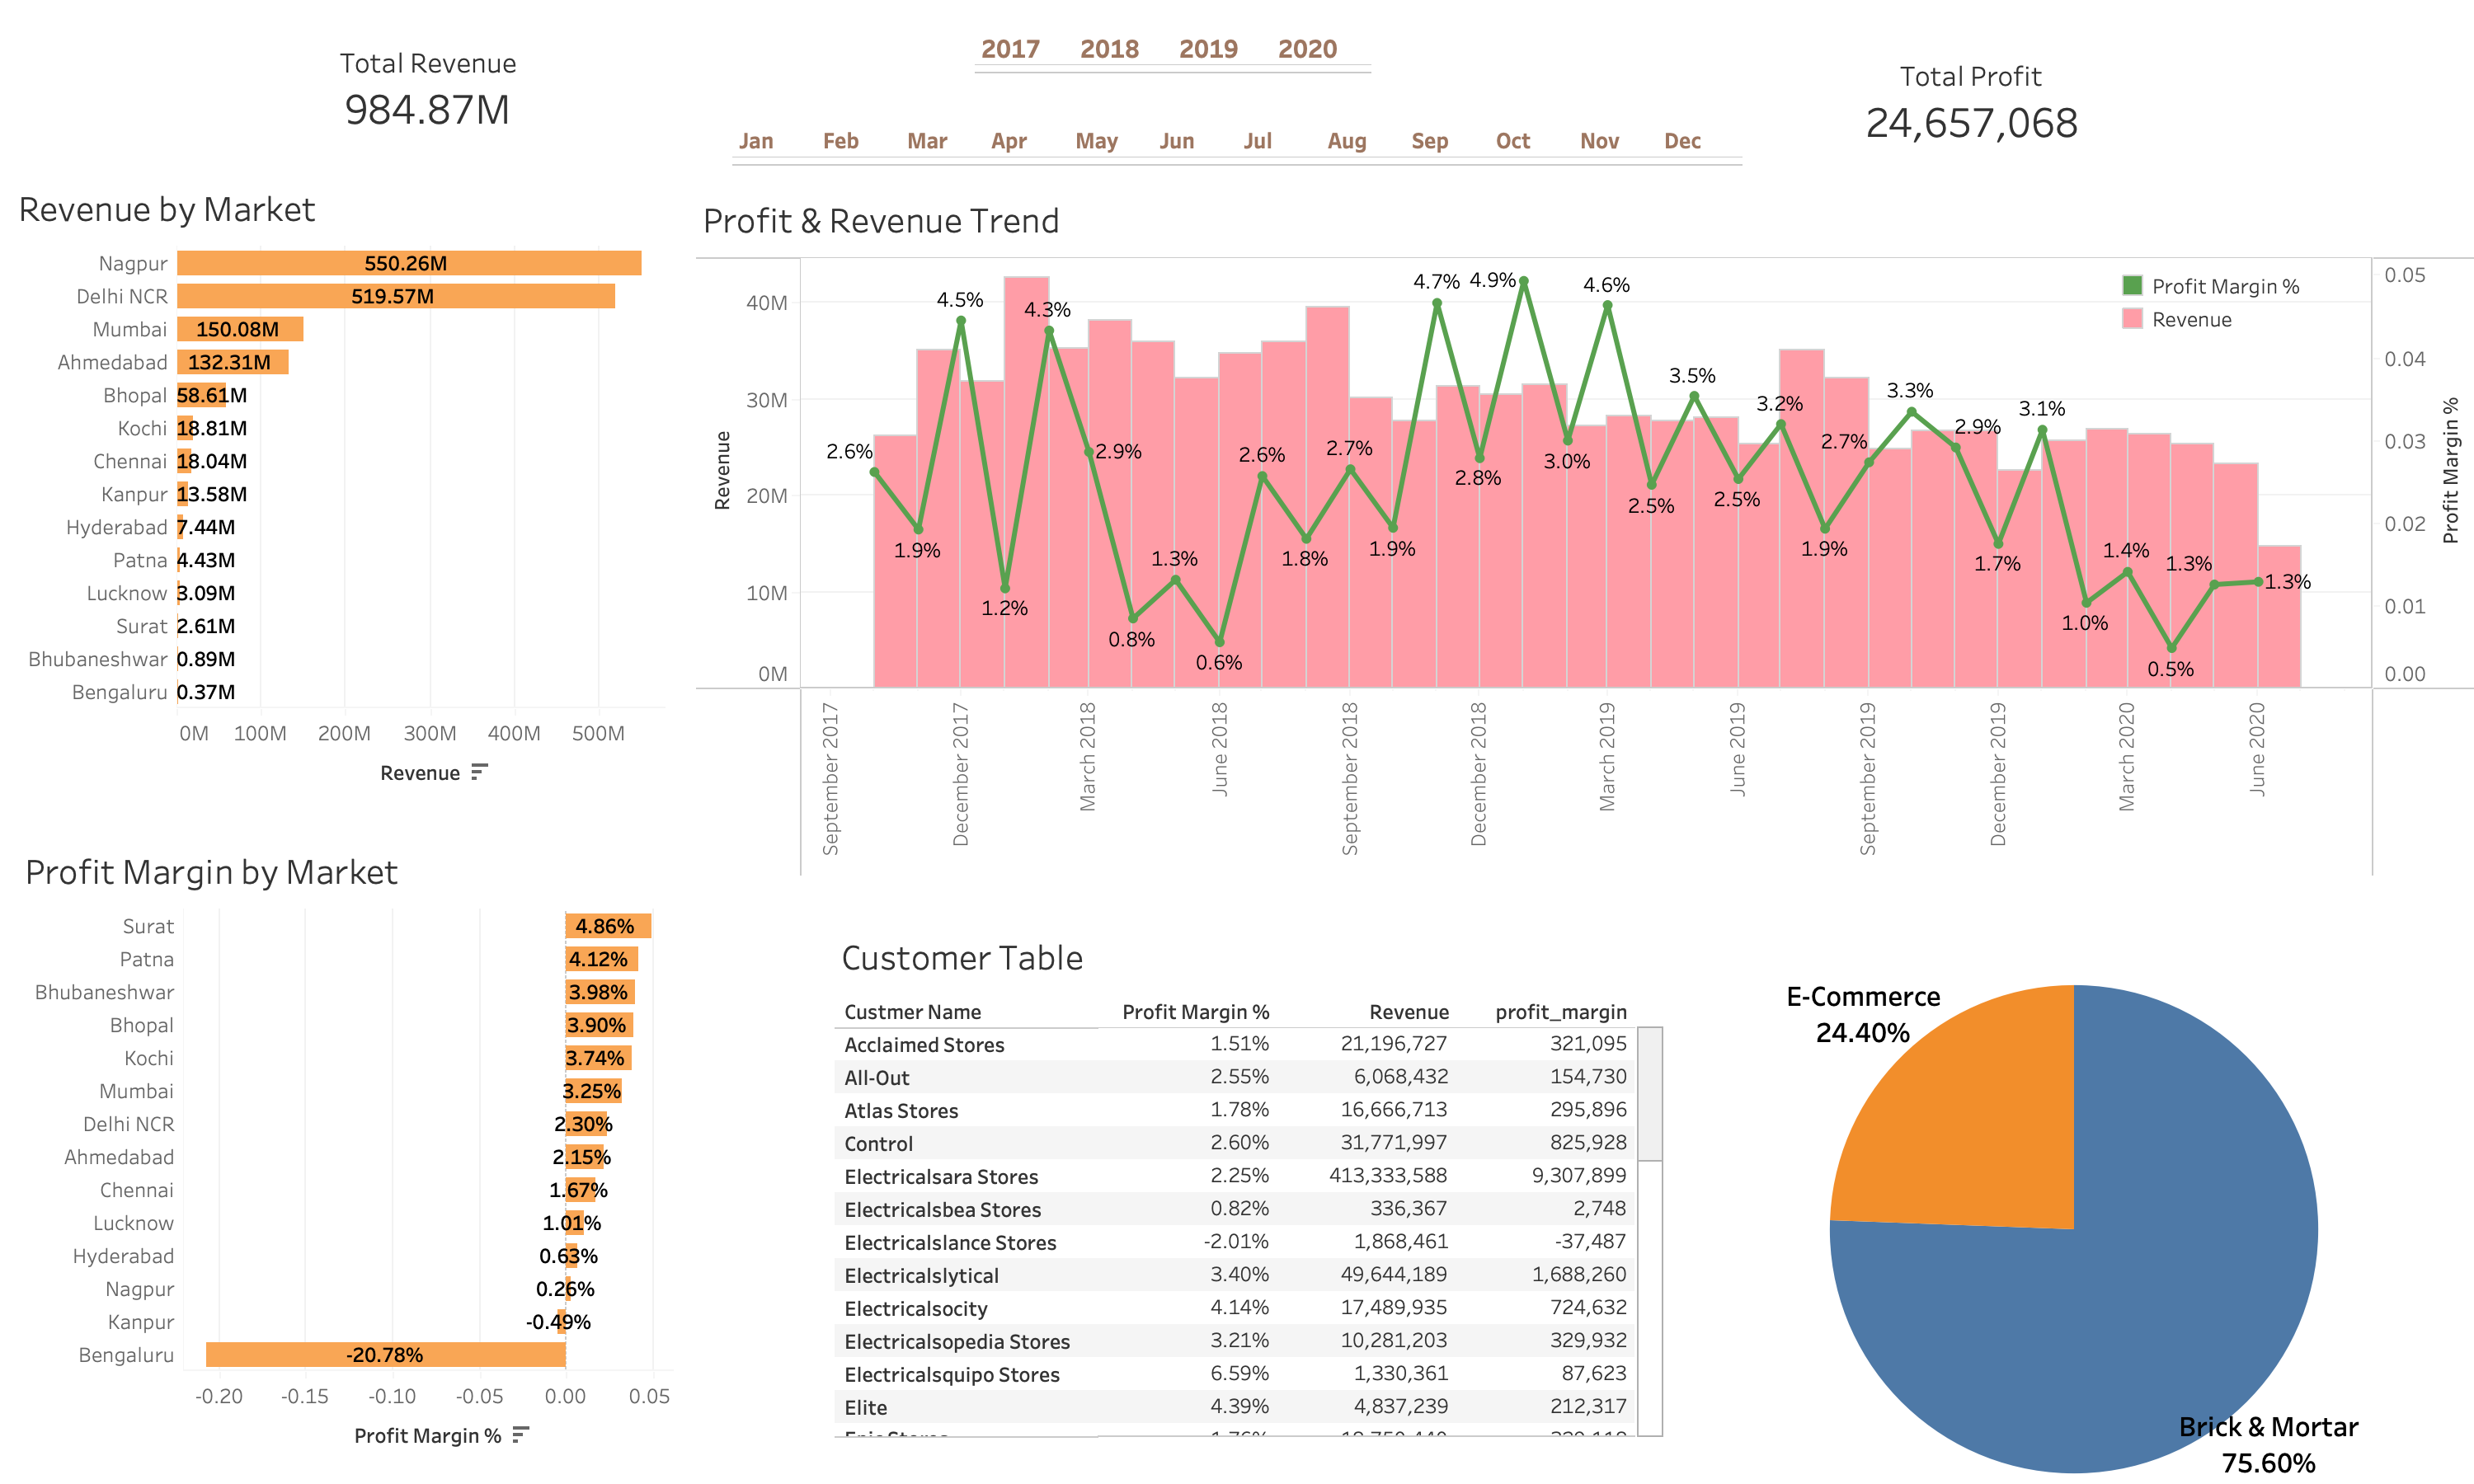 2017 2018 2019 2020
Total Revenue
984.87M
Total Profit
24,657,068
Jan Feb Mar Apr May Jun Jul Aug Sep Oct Nov Dec
Revenue by Market
Nagpur 550.26M
Delhi NCR 519.57M
Mumbai 150.08M
Ahmedabad 132.31M
Bhopal 58.61M
Kochi 18.81M
Chennai 18.04M
Kanpur 13.58M
Hyderabad 7.44M
Patna 4.43M
Lucknow 3.09M
Surat 2.61M
Bhubaneshwar 0.89M
Bengaluru 0.37M
0M 100M 200M 300M 400M 500M
Revenue
Profit & Revenue Trend
Profit Margin %
Revenue
40M
30M
20M
10M
0M
Revenue
0.05
0.04
0.03
0.02
0.01
0.00
Profit Margin %
2.6% 1.9% 4.5% 1.2% 4.3% 2.9% 0.8% 1.3% 0.6% 2.6% 1.8% 2.7% 1.9% 4.7% 2.8% 4.9% 3.0% 4.6% 2.5% 3.5% 2.5% 3.2% 1.9% 2.7% 3.3% 2.9% 1.7% 3.1% 1.0% 1.4% 0.5% 1.3% 1.3%
September 2017
December 2017
March 2018
June 2018
September 2018
December 2018
March 2019
June 2019
September 2019
December 2019
March 2020
June 2020
Profit Margin by Market
Surat 4.86%
Patna 4.12%
Bhubaneshwar 3.98%
Bhopal 3.90%
Kochi 3.74%
Mumbai 3.25%
Delhi NCR 2.30%
Ahmedabad 2.15%
Chennai 1.67%
Lucknow 1.01%
Hyderabad 0.63%
Nagpur 0.26%
Kanpur -0.49%
Bengaluru -20.78%
-0.20 -0.15 -0.10 -0.05 0.00 0.05
Profit Margin %
Customer Table
Custmer Name Profit Margin % Revenue profit_margin
Acclaimed Stores 1.51% 21,196,727 321,095
All-Out 2.55% 6,068,432 154,730
Atlas Stores 1.78% 16,666,713 295,896
Control 2.60% 31,771,997 825,928
Electricalsara Stores 2.25% 413,333,588 9,307,899
Electricalsbea Stores 0.82% 336,367 2,748
Electricalslance Stores -2.01% 1,868,461 -37,487
Electricalslytical 3.40% 49,644,189 1,688,260
Electricalsocity 4.14% 17,489,935 724,632
Electricalsopedia Stores 3.21% 10,281,203 329,932
Electricalsquipo Stores 6.59% 1,330,361 87,623
Elite 4.39% 4,837,239 212,317
E-Commerce
24.40%
Brick & Mortar
75.60%